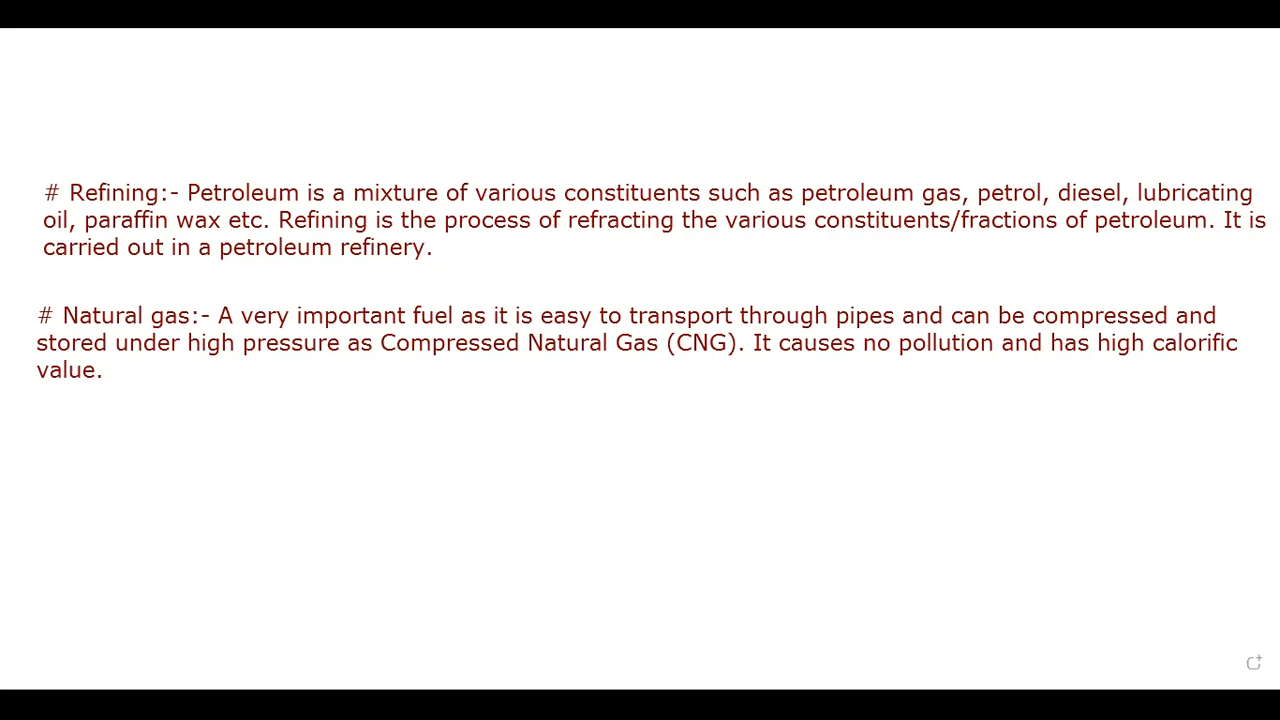 # Refining:- Petroleum is a mixture of various constituents such as petroleum gas, petrol, diesel, lubricating
oil, paraffin wax etc. Refining is the process of refracting the various constituents/fractions of petroleum. It is
carried out in a petroleum refinery.
# Natural gas:- A very important fuel as it is easy to transport through pipes and can be compressed and
stored under high pressure as Compressed Natural Gas (CNG). It causes no pollution and has high calorific
value.